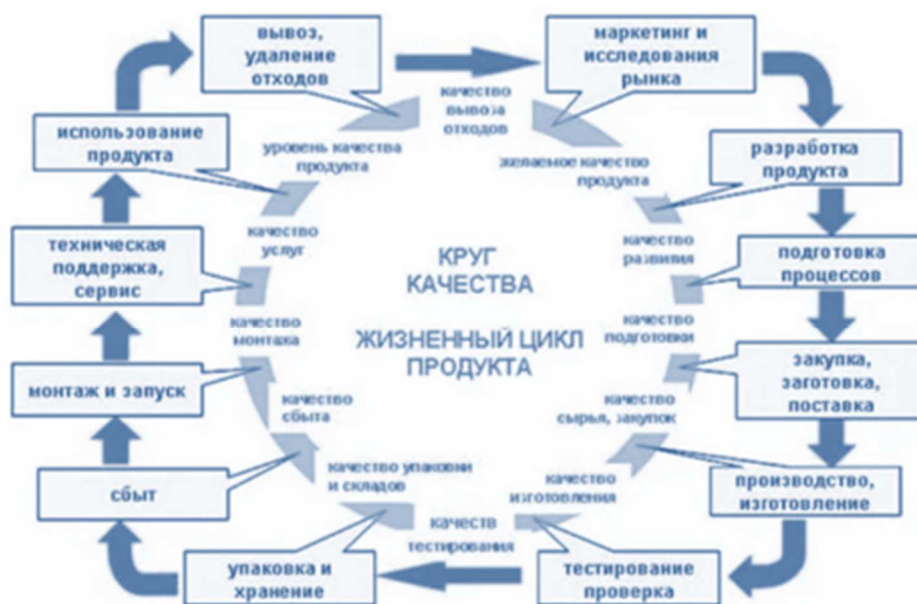 вывоз,
удаление
отходов
маркетинг и
исследования
рынка
качество
вывоза
отходов
использование
продукта
уровень качества
продукта
желаемое качество
продукта
разработка
продукта
техническая
поддержка,
сервис
качество
услуг
КРУГ
КАЧЕСТВА
качество
развития
подготовка
процессов
качество
монтажа
ЖИЗНЕННЫЙ ЦИКЛ
ПРОДУКТА
качество
подготовки
монтаж и запуск
качество
сбыта
качество
сырья, закупок
закупка,
заготовка,
поставка
сбыт
качество упаковки
и складов
качество
изготовления
производство,
изготовление
качеств
тестирования
упаковка и
хранение
тестирование
проверка